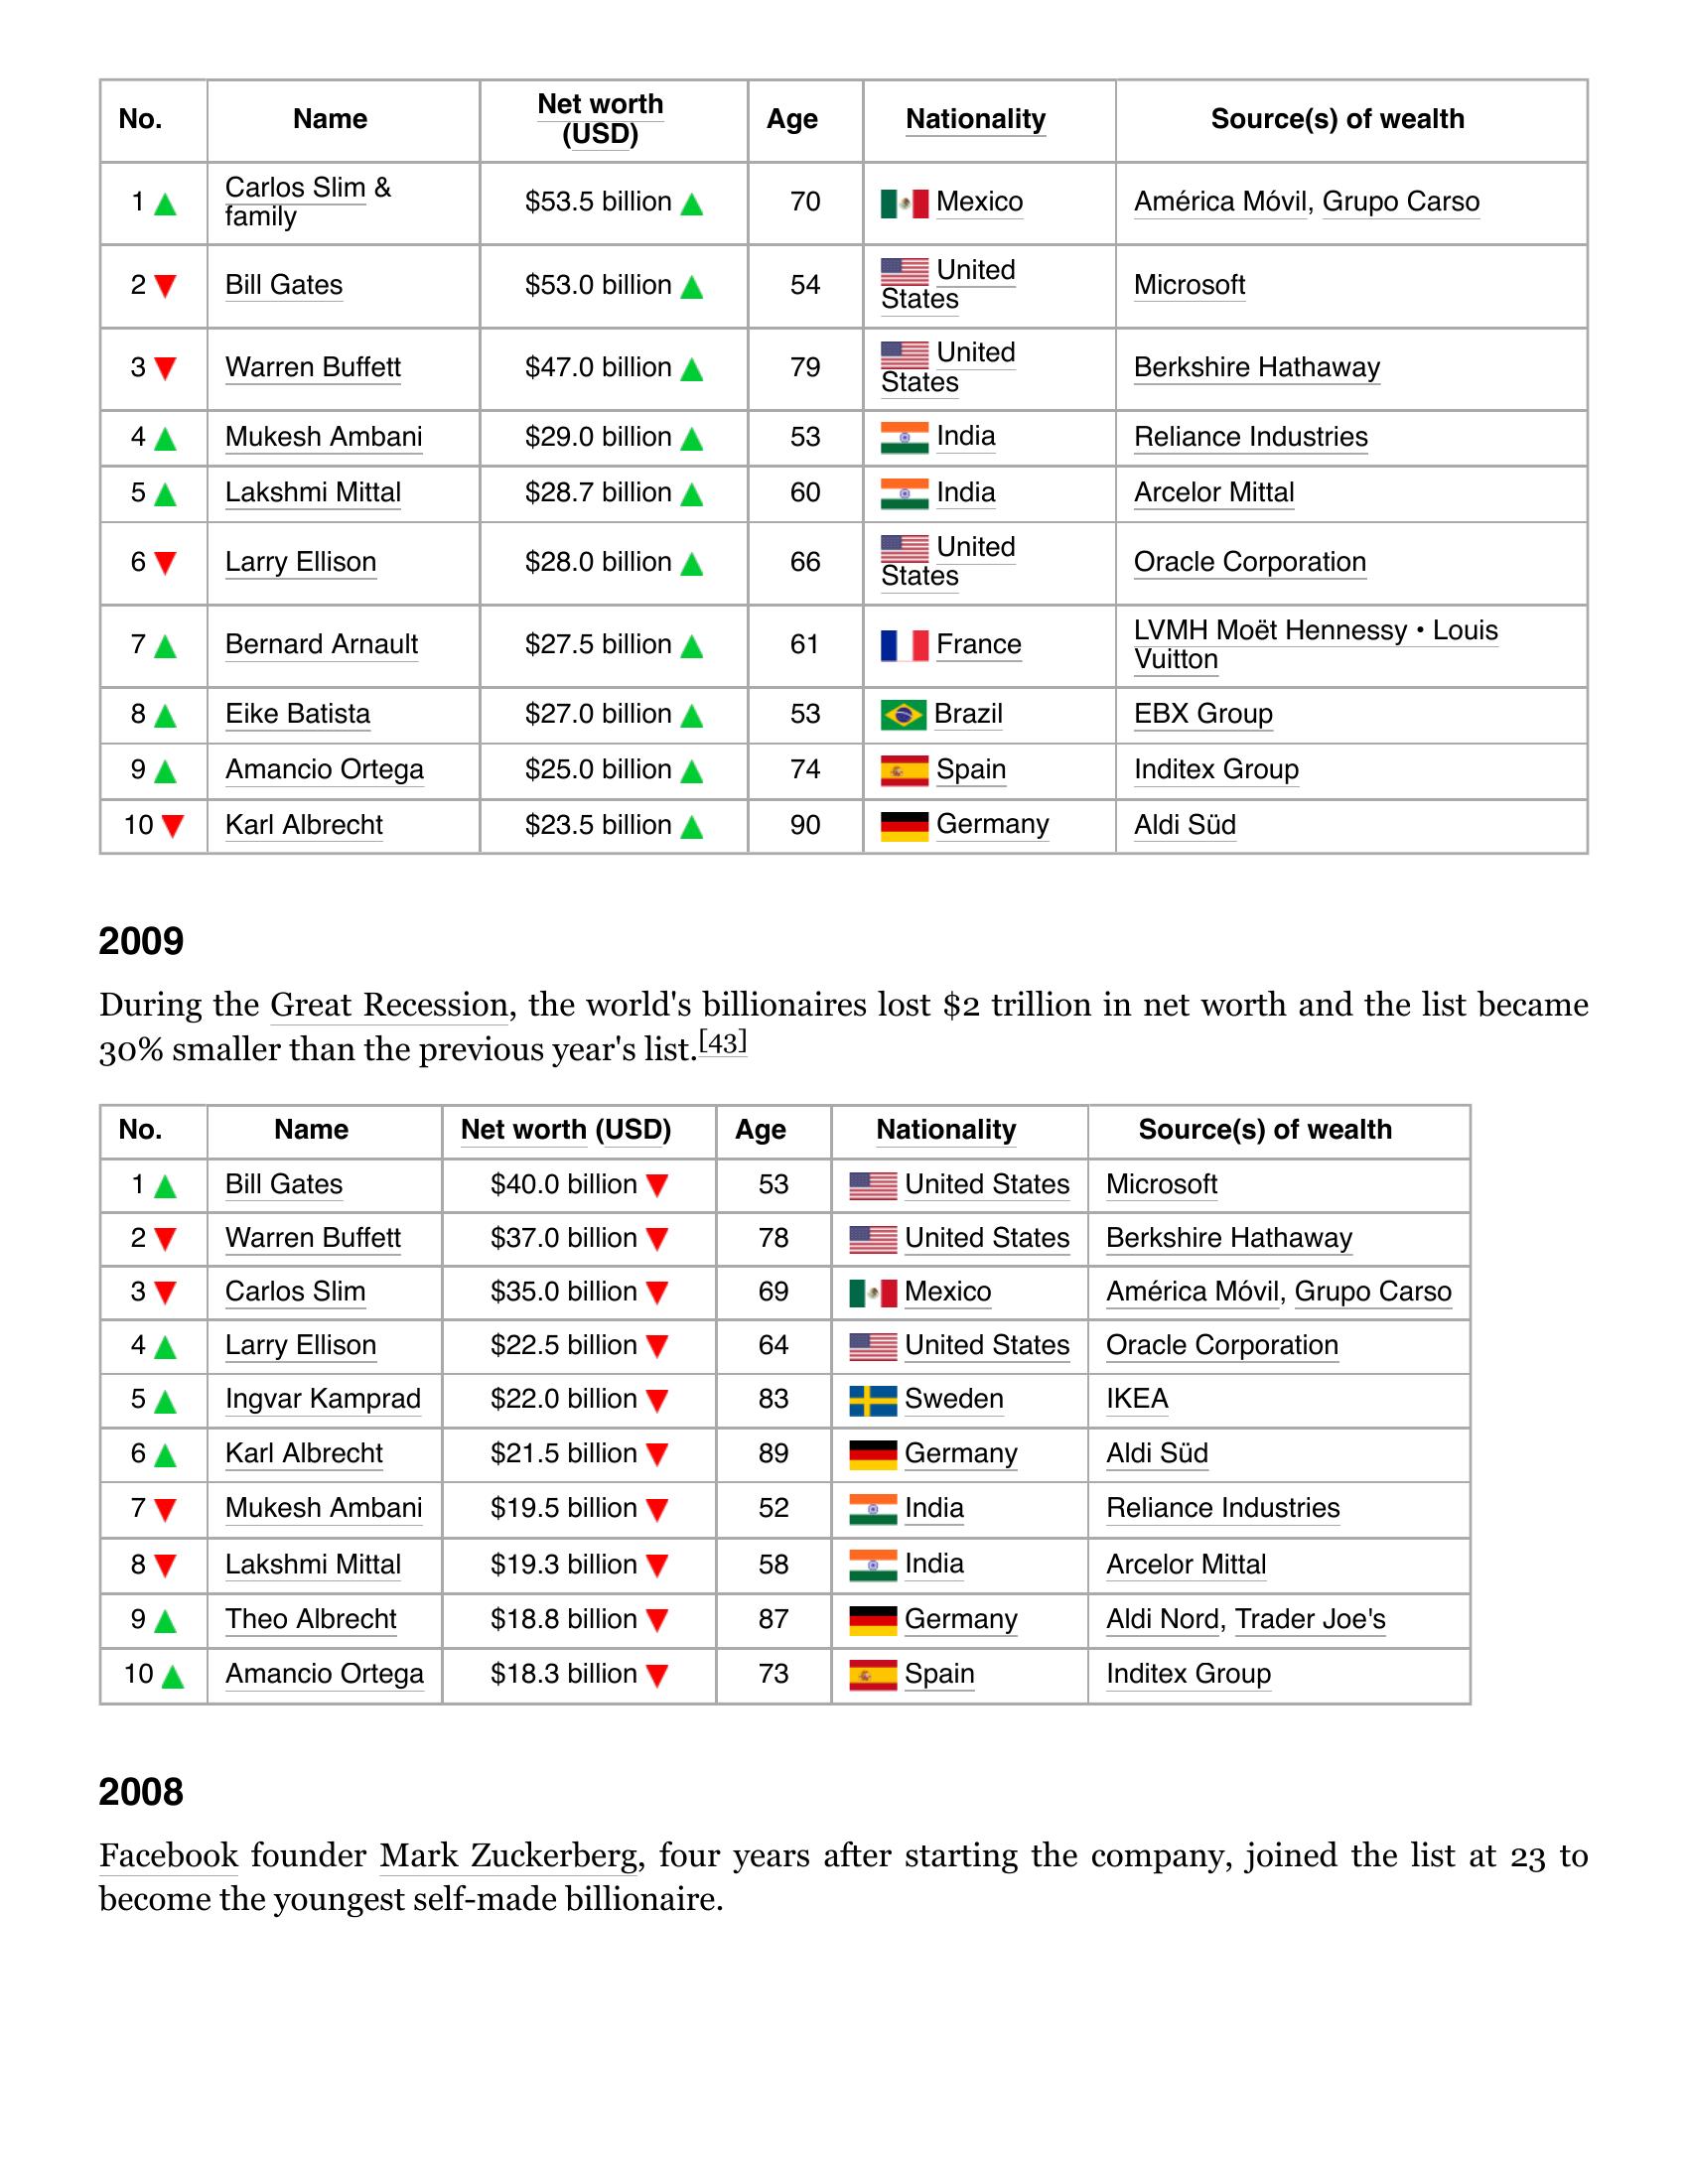 No. Name Net worth (USD) Age Nationality Source(s) of wealth
1 ▲ Carlos Slim & family $53.5 billion ▲ 70 Mexico América Móvil, Grupo Carso
2 ▼ Bill Gates $53.0 billion ▲ 54 United States Microsoft
3 ▼ Warren Buffett $47.0 billion ▲ 79 United States Berkshire Hathaway
4 ▲ Mukesh Ambani $29.0 billion ▲ 53 India Reliance Industries
5 ▲ Lakshmi Mittal $28.7 billion ▲ 60 India Arcelor Mittal
6 ▼ Larry Ellison $28.0 billion ▲ 66 United States Oracle Corporation
7 ▲ Bernard Arnault $27.5 billion ▲ 61 France LVMH Moët Hennessy • Louis Vuitton
8 ▲ Eike Batista $27.0 billion ▲ 53 Brazil EBX Group
9 ▲ Amancio Ortega $25.0 billion ▲ 74 Spain Inditex Group
10 ▼ Karl Albrecht $23.5 billion ▲ 90 Germany Aldi Süd
2009
During the Great Recession, the world's billionaires lost $2 trillion in net worth and the list became
30% smaller than the previous year's list.[43]
No. Name Net worth (USD) Age Nationality Source(s) of wealth
1 ▲ Bill Gates $40.0 billion ▼ 53 United States Microsoft
2 ▼ Warren Buffett $37.0 billion ▼ 78 United States Berkshire Hathaway
3 ▼ Carlos Slim $35.0 billion ▼ 69 Mexico América Móvil, Grupo Carso
4 ▲ Larry Ellison $22.5 billion ▼ 64 United States Oracle Corporation
5 ▲ Ingvar Kamprad $22.0 billion ▼ 83 Sweden IKEA
6 ▲ Karl Albrecht $21.5 billion ▼ 89 Germany Aldi Süd
7 ▼ Mukesh Ambani $19.5 billion ▼ 52 India Reliance Industries
8 ▼ Lakshmi Mittal $19.3 billion ▼ 58 India Arcelor Mittal
9 ▲ Theo Albrecht $18.8 billion ▼ 87 Germany Aldi Nord, Trader Joe's
10 ▲ Amancio Ortega $18.3 billion ▼ 73 Spain Inditex Group
2008
Facebook founder Mark Zuckerberg, four years after starting the company, joined the list at 23 to
become the youngest self-made billionaire.